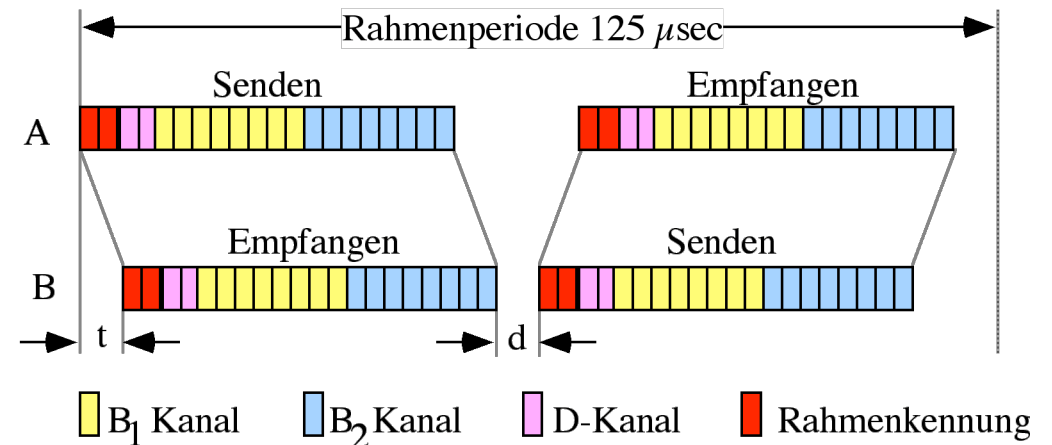 Rahmenperiode 125 µsec
Senden
Empfangen
A
Empfangen
Senden
B
t
d
B1 Kanal
B2 Kanal
D-Kanal
Rahmenkennung